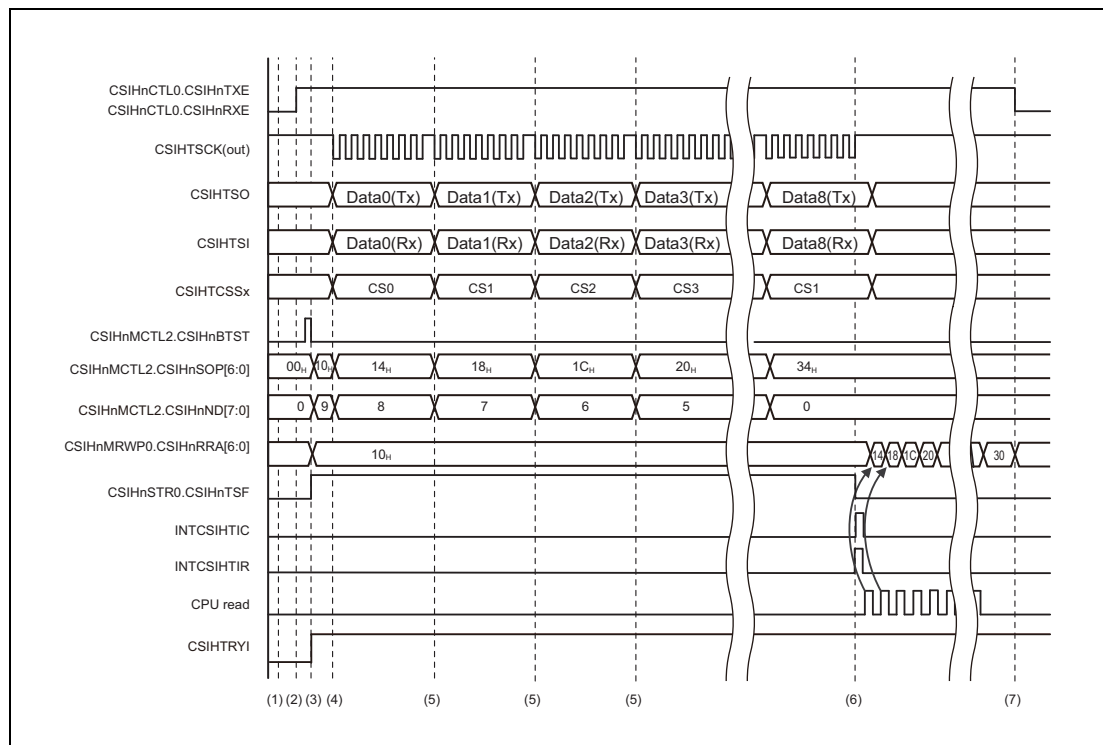 CSIHnCTL0.CSIHnTXE
CSIHnCTL0.CSIHnRXE
CSIHTSCK(out)
CSIHTSO Data0(Tx) Data1(Tx) Data2(Tx) Data3(Tx) Data8(Tx)
CSIHTSI Data0(Rx) Data1(Rx) Data2(Rx) Data3(Rx) Data8(Rx)
CSIHTCSSx CS0 CS1 CS2 CS3 CS1
CSIHnMCTL2.CSIHnBTST
CSIHnMCTL2.CSIHnSOP[6:0] 00H 10H 14H 18H 1CH 20H 34H
CSIHnMCTL2.CSIHnND[7:0] 0 9 8 7 6 5 0
CSIHnMRWP0.CSIHnRRA[6:0] 10H 14 18 1C 20 30
CSIHnSTR0.CSIHnTSF
INTCSIHTIC
INTCSIHTIR
CPU read
CSIHTRYI
(1) (2) (3) (4) (5) (5) (5) (6) (7)